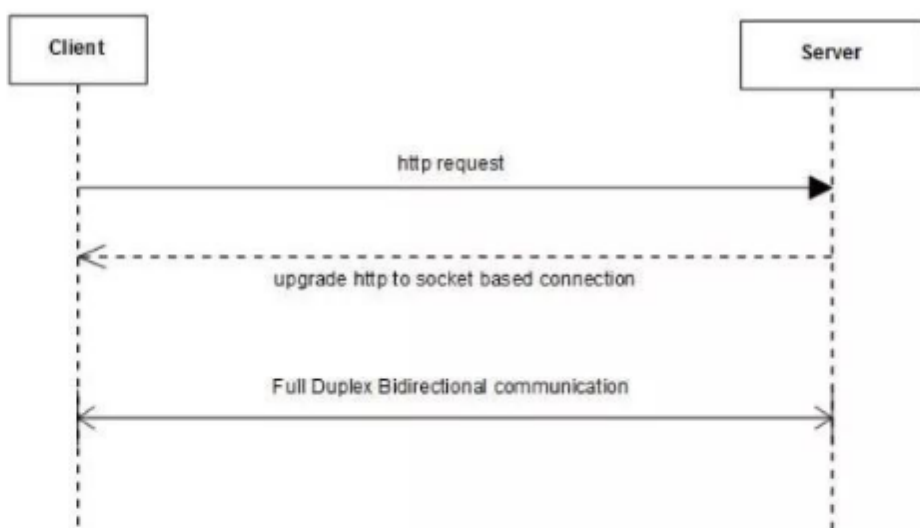 Client
Server
http request
upgrade http to socket based connection
Full Duplex Bidirectional communication